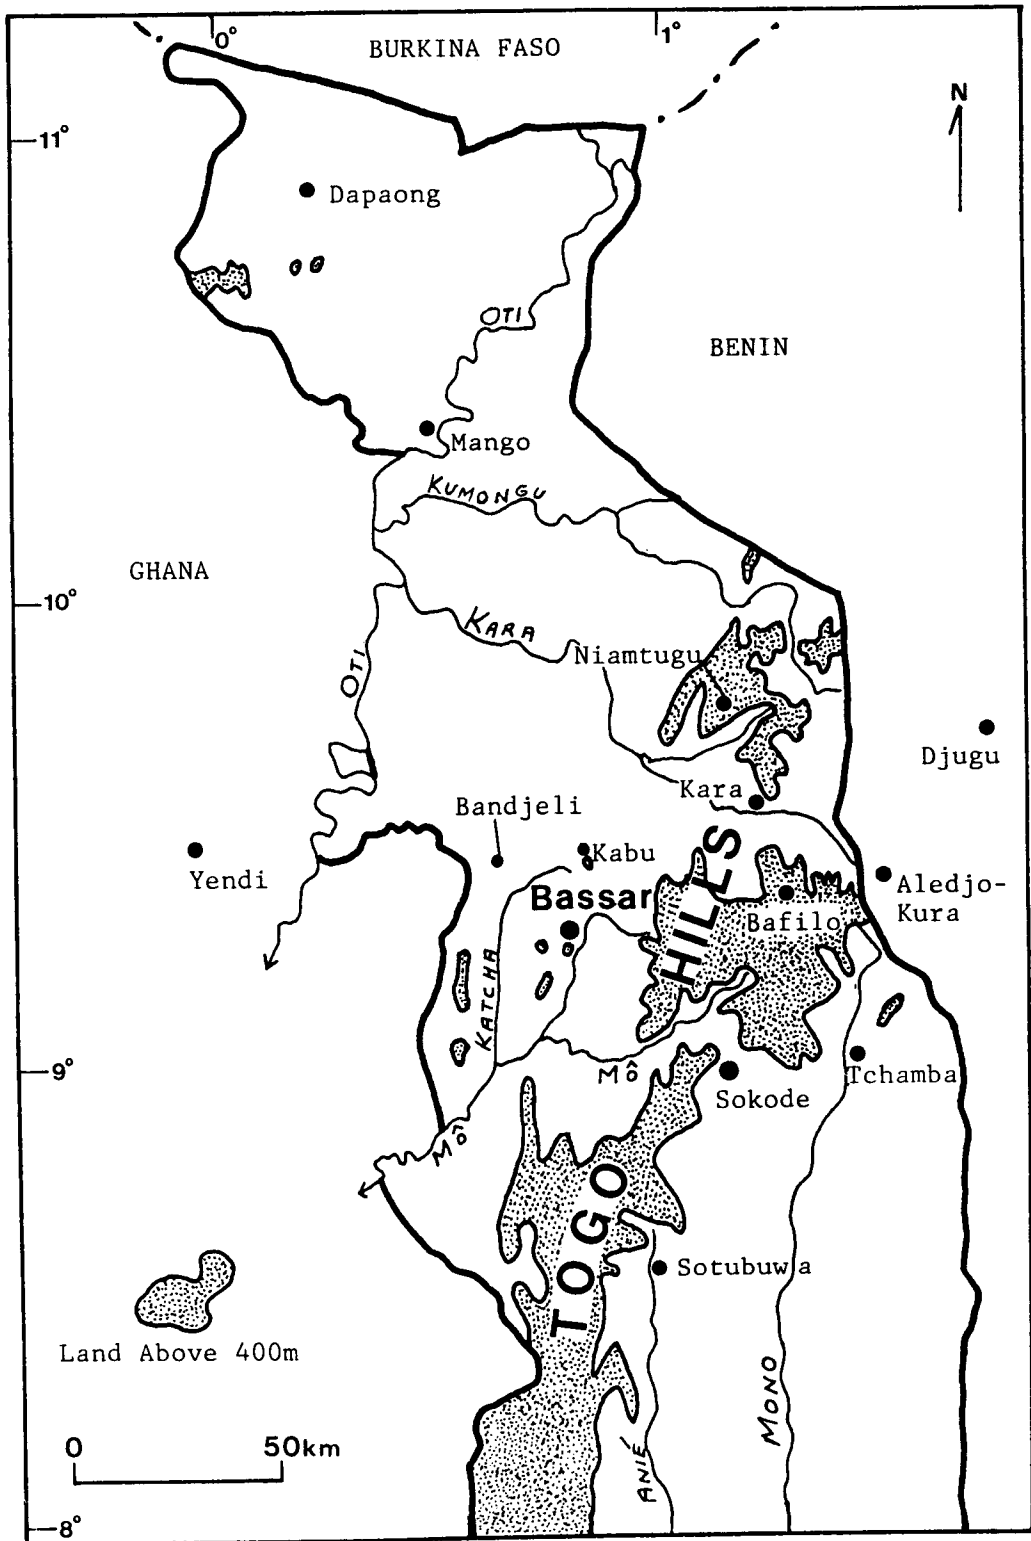 0°
1°
BURKINA FASO
N
11°
Dapaong
OTI
BENIN
Mango
KUMONGU
GHANA
10°
KARA
Niamtugu
OTI
Djugu
Kara
Bandjeli
Kabu
Yendi
Aledjo-
Kura
Bassar
Bafilo
HILLS
KATCHA
MÔ
Tchamba
9°
Sokode
MÔ
TOGO
Sotubuwa
Land Above 400m
MONO
0 50km
ANIÉ
8°